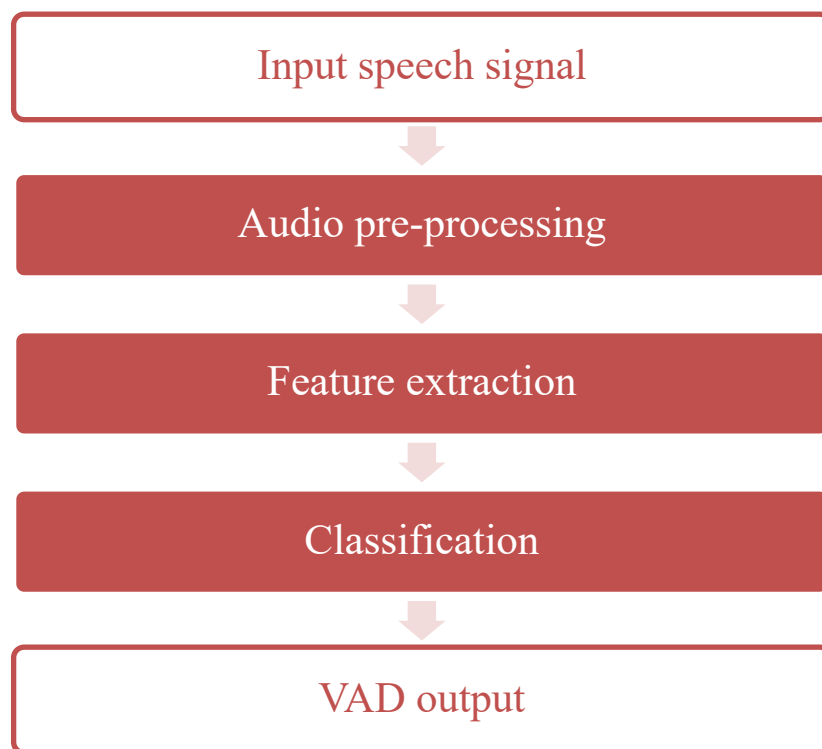 Input speech signal
Audio pre-processing
Feature extraction
Classification
VAD output